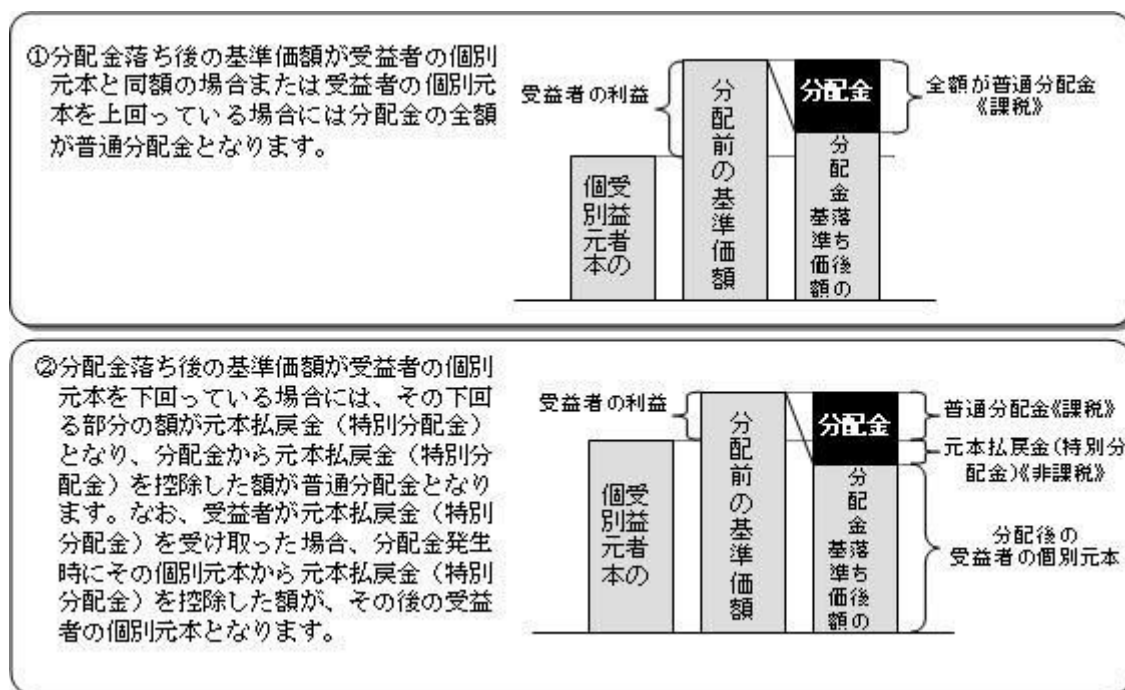 ①分配金落ち後の基準価額が受益者の個別
元本と同額の場合または受益者の個別元
本を上回っている場合には分配金の全額
が普通分配金となります。
受益者の利益
受益者の
個別元本
分配前の基準価額
分配金
分配金落ち後の
基準価額
全額が普通分配金
《課税》
②分配金落ち後の基準価額が受益者の個別
元本を下回っている場合には、その下回
る部分の額が元本払戻金（特別分配金）
となり、分配金から元本払戻金（特別分
配金）を控除した額が普通分配金となり
ます。なお、受益者が元本払戻金（特別
分配金）を受け取った場合、分配金発生
時にその個別元本から元本払戻金（特別
分配金）を控除した額が、その後の受益
者の個別元本となります。
受益者の利益
受益者の
個別元本
分配前の基準価額
分配金
分配金落ち後の
基準価額
普通分配金《課税》
元本払戻金(特別分
配金)《非課税》
分配後の
受益者の個別元本